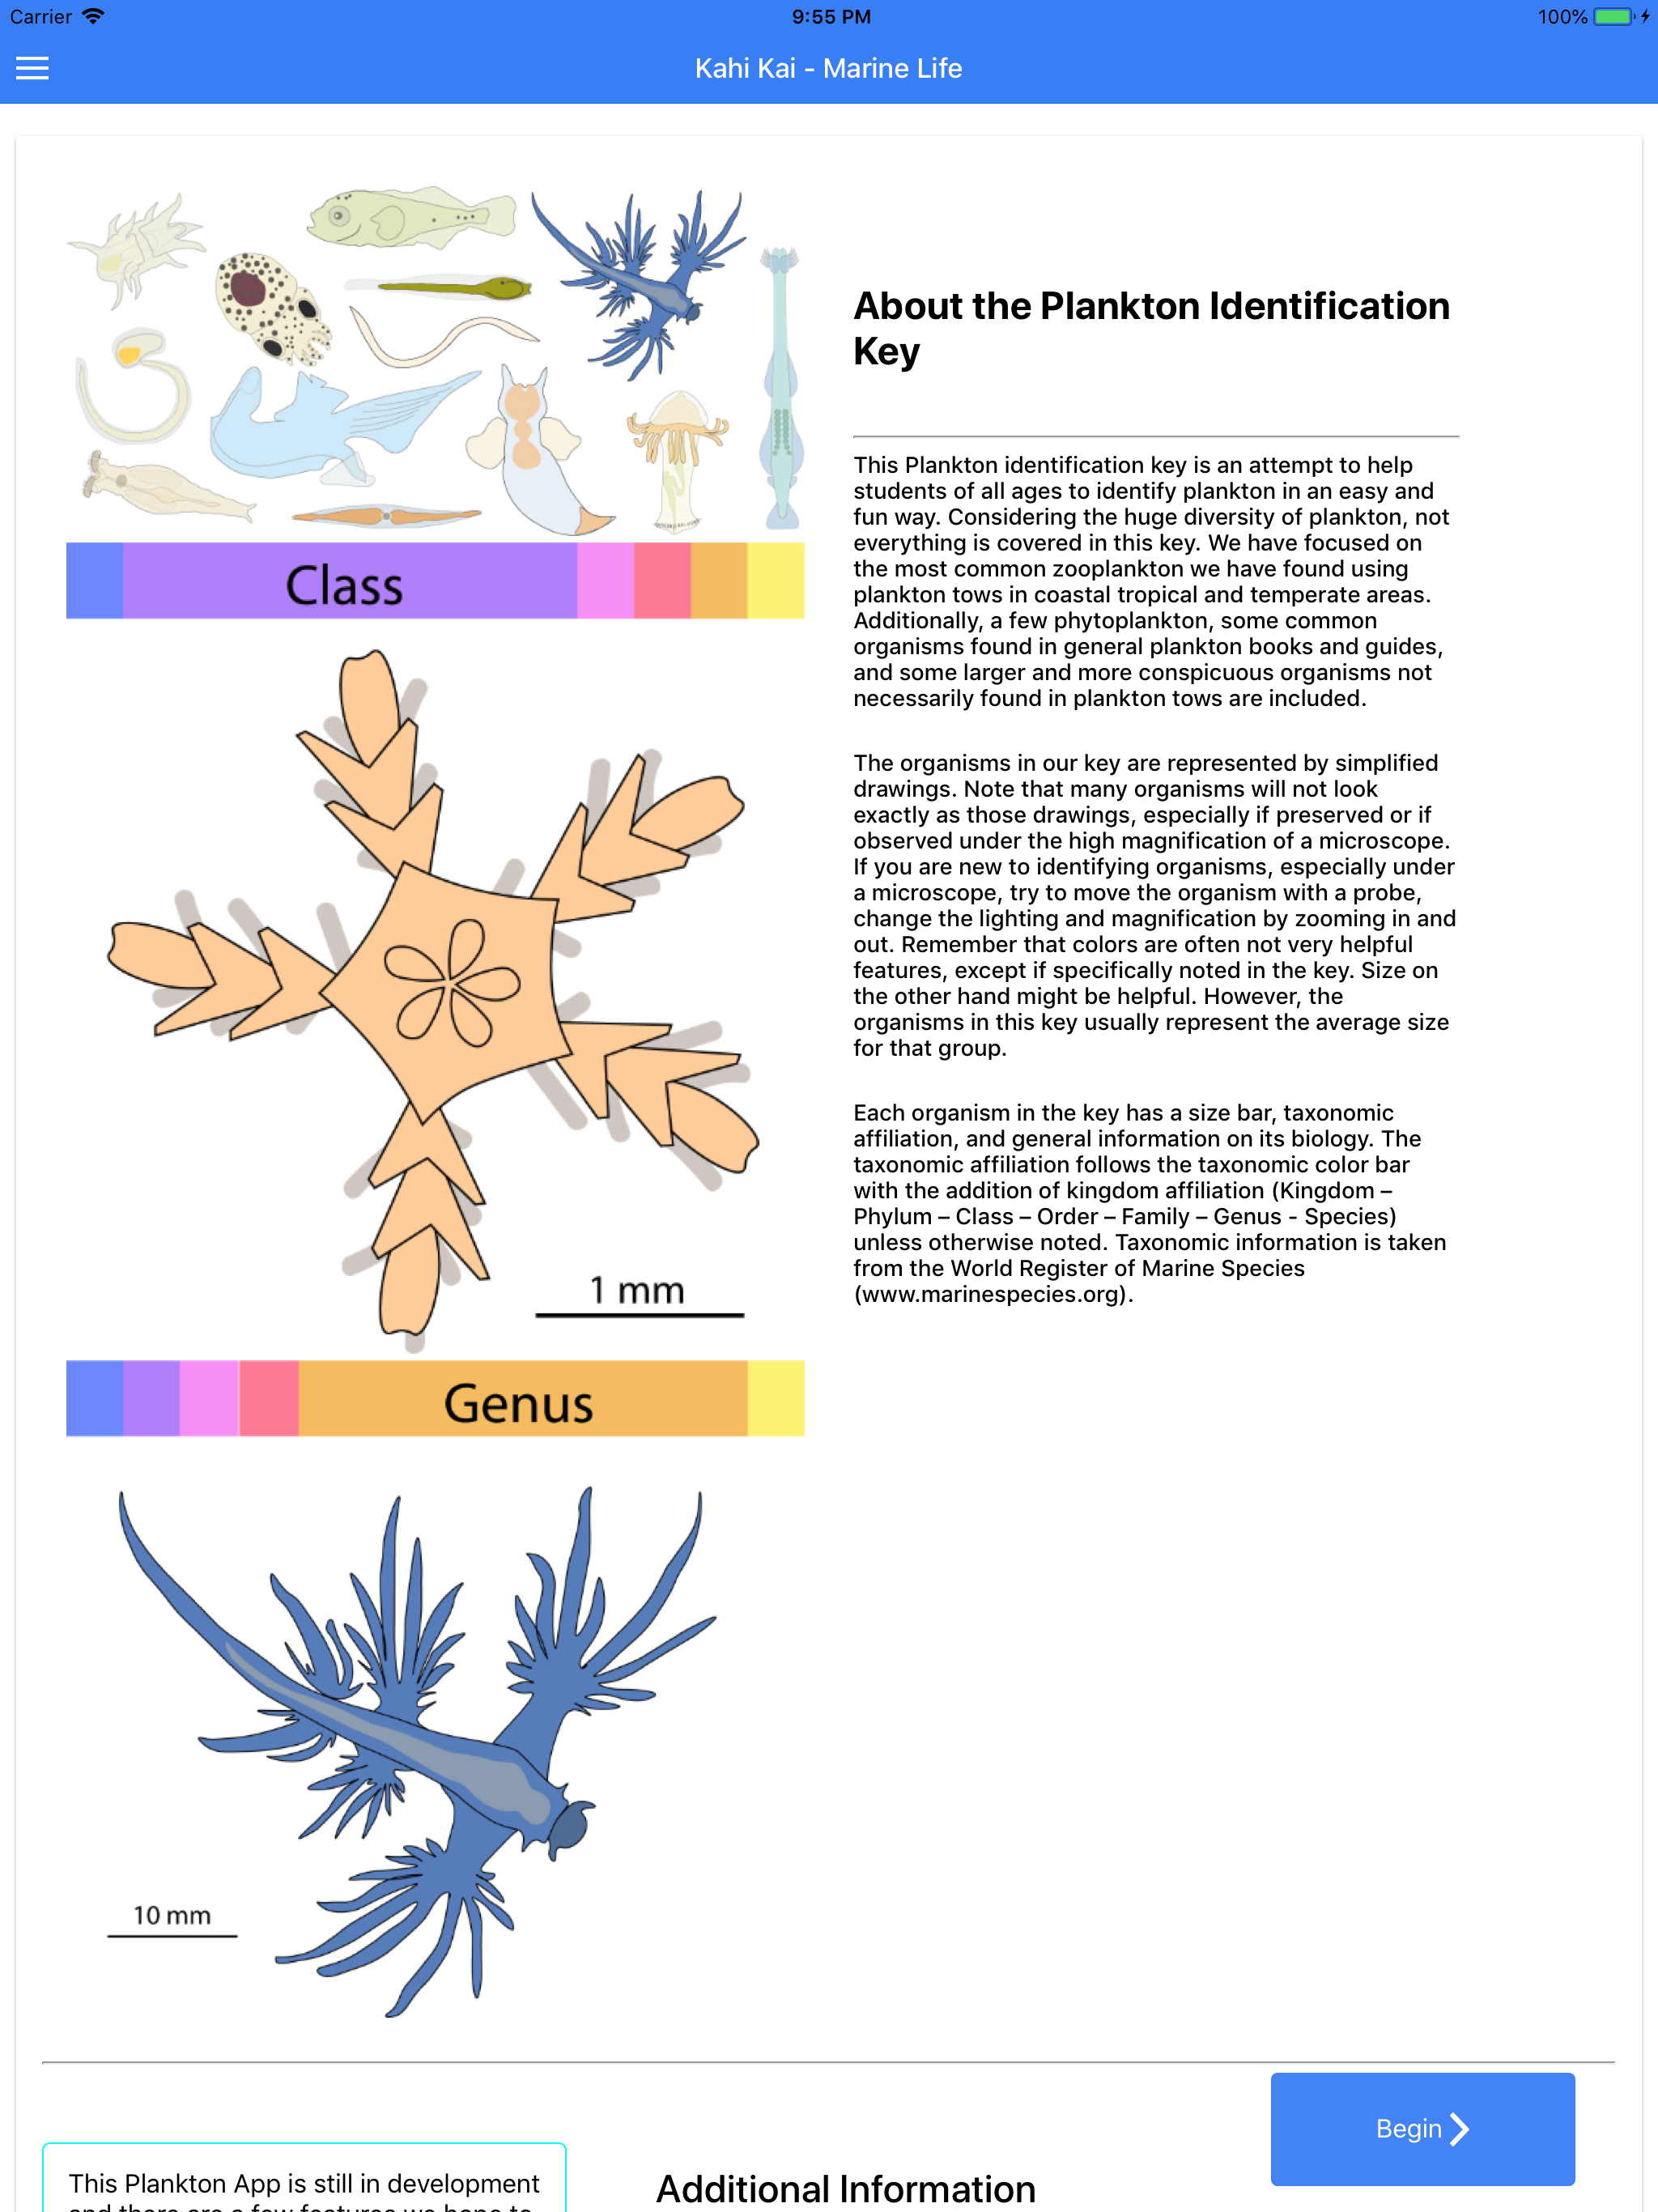 Carrier
9:55 PM
100%
Kahi Kai - Marine Life
Class
1 mm
Genus
10 mm
About the Plankton Identification
Key
This Plankton identification key is an attempt to help
students of all ages to identify plankton in an easy and
fun way. Considering the huge diversity of plankton, not
everything is covered in this key. We have focused on
the most common zooplankton we have found using
plankton tows in coastal tropical and temperate areas.
Additionally, a few phytoplankton, some common
organisms found in general plankton books and guides,
and some larger and more conspicuous organisms not
necessarily found in plankton tows are included.
The organisms in our key are represented by simplified
drawings. Note that many organisms will not look
exactly as those drawings, especially if preserved or if
observed under the high magnification of a microscope.
If you are new to identifying organisms, especially under
a microscope, try to move the organism with a probe,
change the lighting and magnification by zooming in and
out. Remember that colors are often not very helpful
features, except if specifically noted in the key. Size on
the other hand might be helpful. However, the
organisms in this key usually represent the average size
for that group.
Each organism in the key has a size bar, taxonomic
affiliation, and general information on its biology. The
taxonomic affiliation follows the taxonomic color bar
with the addition of kingdom affiliation (Kingdom –
Phylum – Class – Order – Family – Genus - Species)
unless otherwise noted. Taxonomic information is taken
from the World Register of Marine Species
(www.marinespecies.org).
Begin
This Plankton App is still in development
and there are a few features we hope to
Additional Information